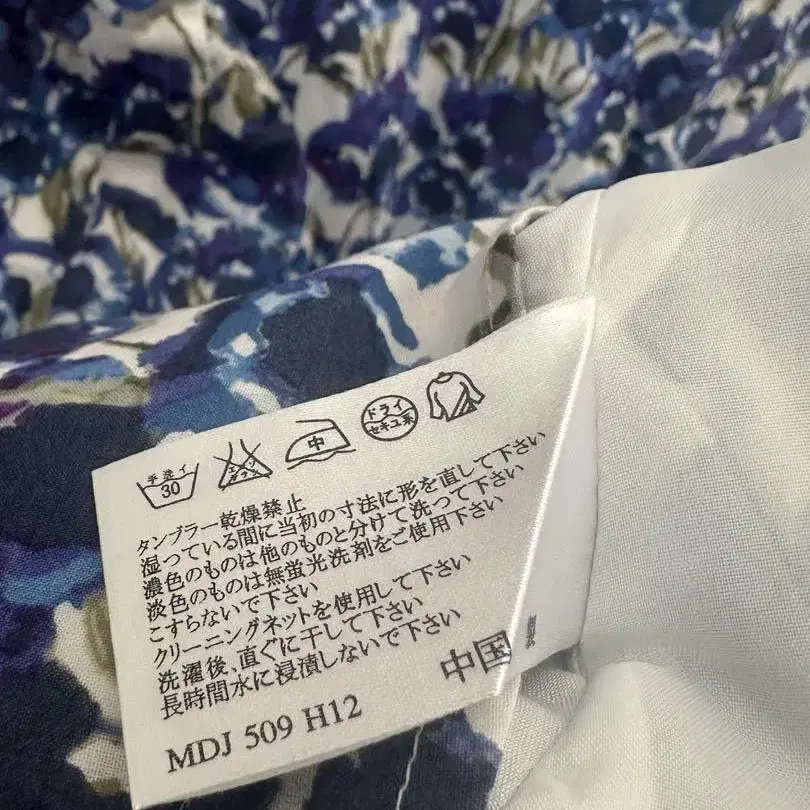 手洗イ
30
エンソサラシ
中
ドライ
セキユ系
タンブラー乾燥禁止
湿っている間に当初の寸法に形を直して下さい
濃色のものは他のものと分けて洗って下さい
淡色のものは無蛍光洗剤をご使用下さい
こすらないで下さい
クリーニングネットを使用して下さい
洗濯後、直ぐに干して下さい
長時間水に浸漬しないで下さい
中国
MDJ 509 H12